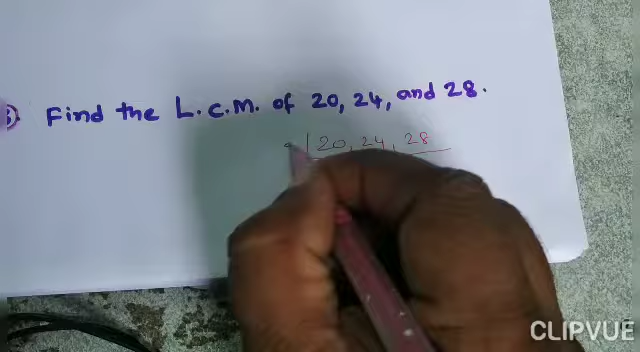 Find the L.C.M. of 20, 24, and 28.
20, 24, 28
CLIPVUE